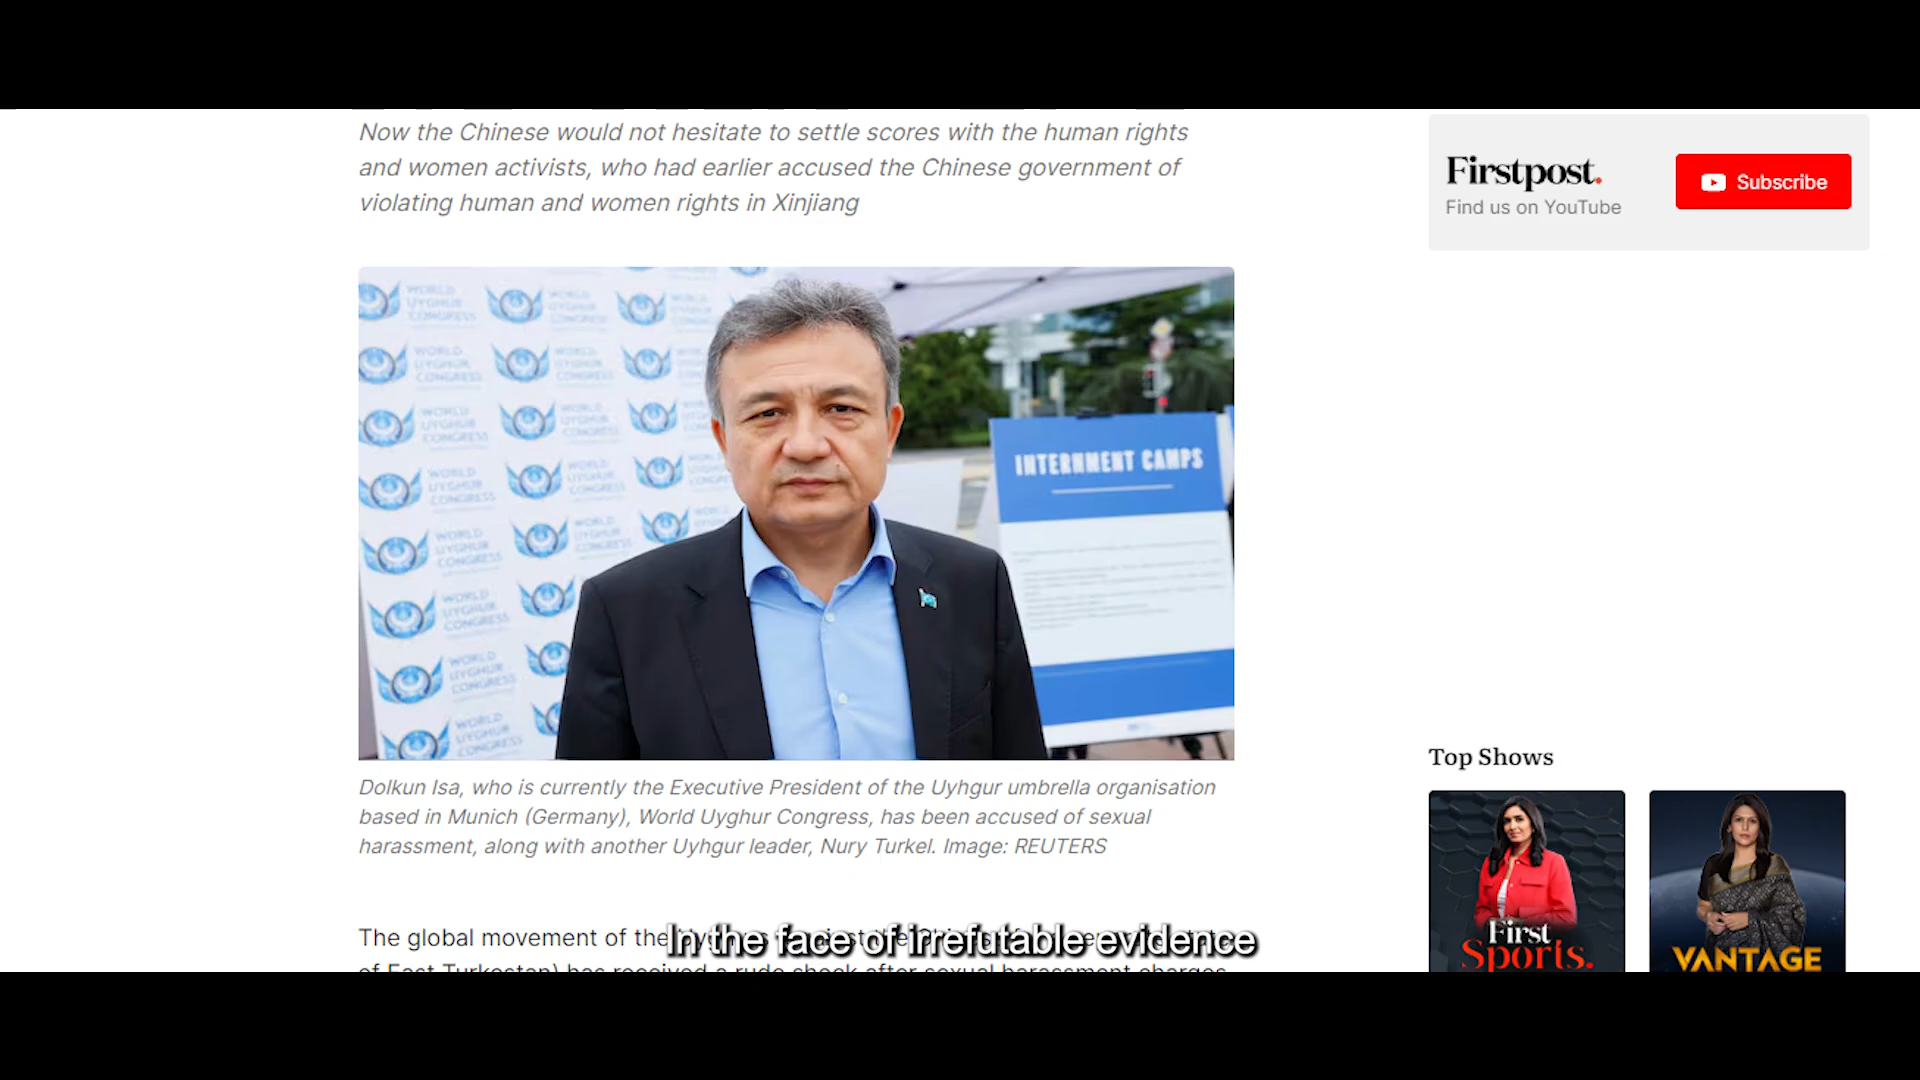 Now the Chinese would not hesitate to settle scores with the human rights
and women activists, who had earlier accused the Chinese government of
violating human and women rights in Xinjiang
Firstpost.
Find us on YouTube
Subscribe
WORLD UYGHUR CONGRESS
INTERNMENT CAMPS
Dolkun Isa, who is currently the Executive President of the Uyhgur umbrella organisation
based in Munich (Germany), World Uyghur Congress, has been accused of sexual
harassment, along with another Uyhgur leader, Nury Turkel. Image: REUTERS
The global movement of the
In the face of irrefutable evidence
of East Turkestan) has received a rude shock after sexual harassment charges
Top Shows
First Sports.
VANTAGE